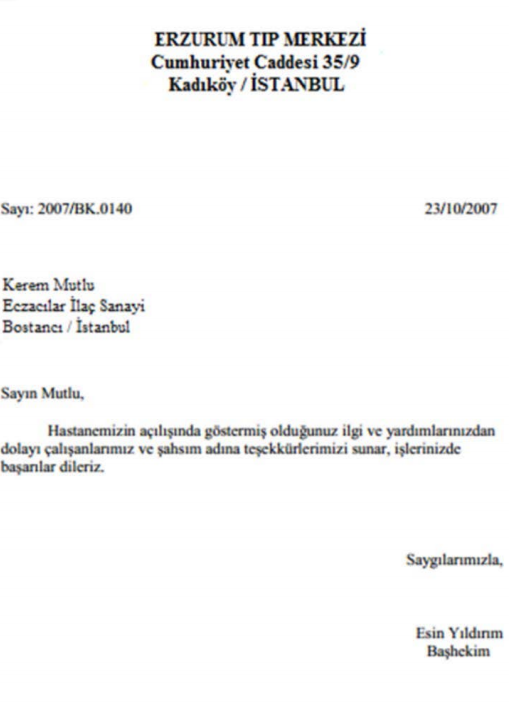 ERZURUM TIP MERKEZİ
Cumhuriyet Caddesi 35/9
Kadıköy / İSTANBUL
Sayı: 2007/BK.0140 23/10/2007
Kerem Mutlu
Eczacılar İlaç Sanayi
Bostancı / İstanbul
Sayın Mutlu,
Hastanemizin açılışında göstermiş olduğunuz ilgi ve yardımlarınızdan
dolayı çalışanlarımız ve şahsım adına teşekkürlerimizi sunar, işlerinizde
başarılar dileriz.
Saygılarımızla,
Esin Yıldırım
Başhekim